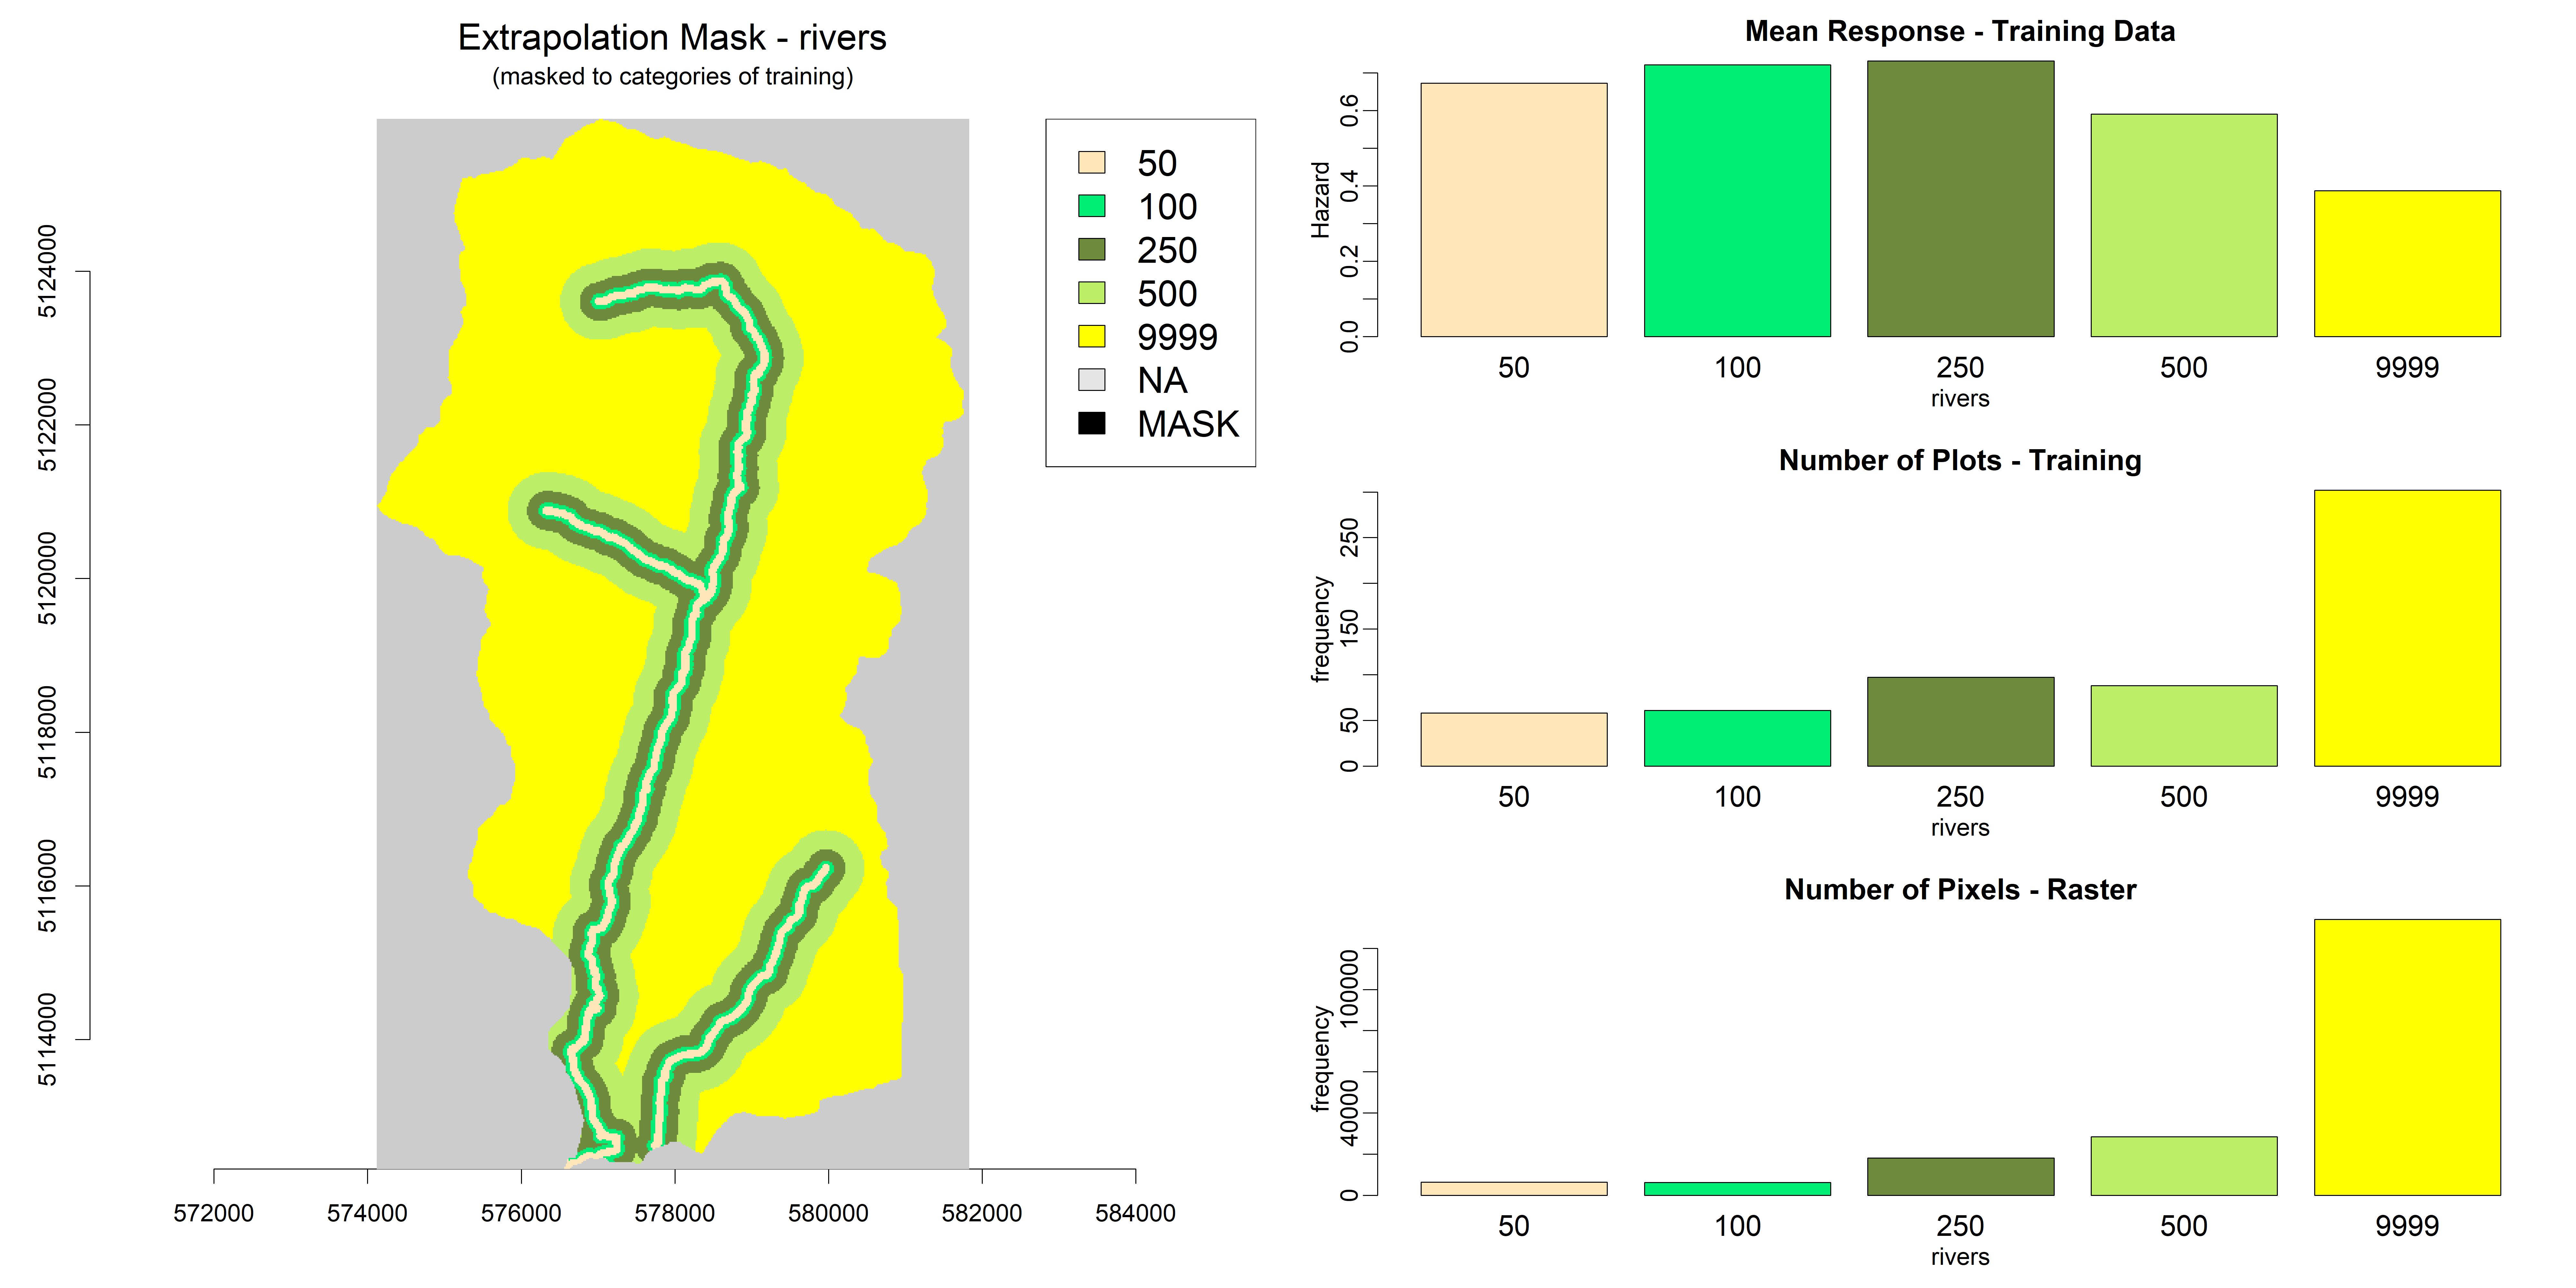 Extrapolation Mask - rivers
(masked to categories of training)
5124000
5122000
5120000
5118000
5116000
5114000
572000 574000 576000 578000 580000 582000 584000
50
100
250
500
9999
NA
MASK
Mean Response - Training Data
Hazard
0.0 0.2 0.4 0.6
50 100 250 500 9999
rivers
Number of Plots - Training
frequency
0 50 150 250
50 100 250 500 9999
rivers
Number of Pixels - Raster
frequency
0 40000 100000
50 100 250 500 9999
rivers